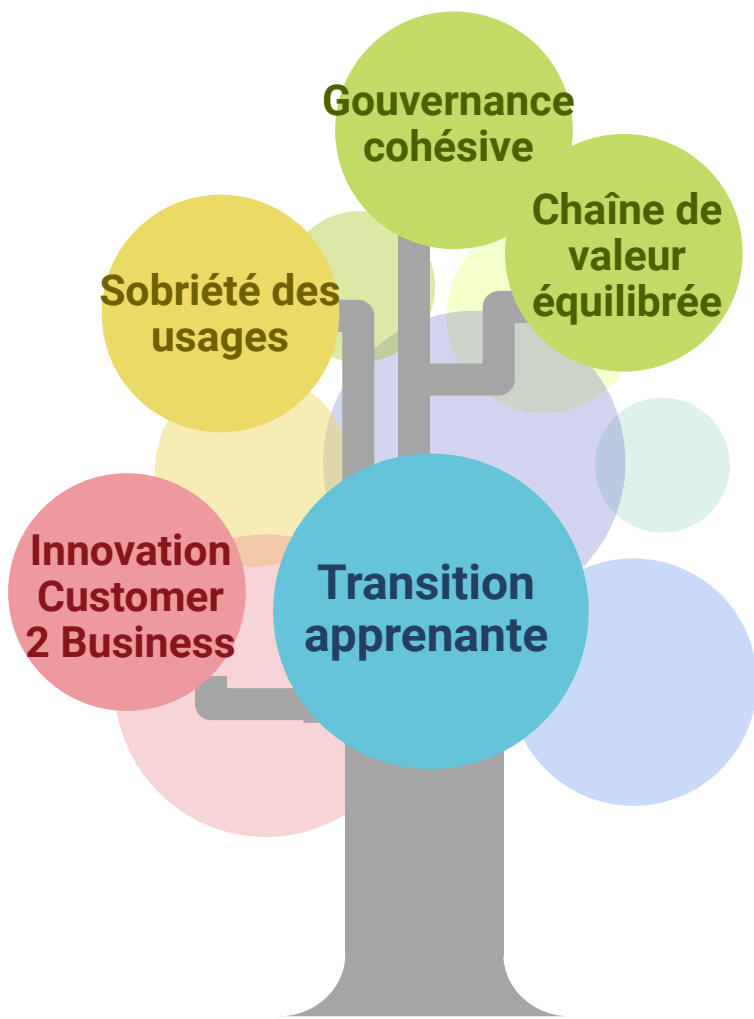 Gouvernance
cohésive
Chaîne de
valeur
équilibrée
Sobriété des
usages
Innovation
Customer
2 Business
Transition
apprenante